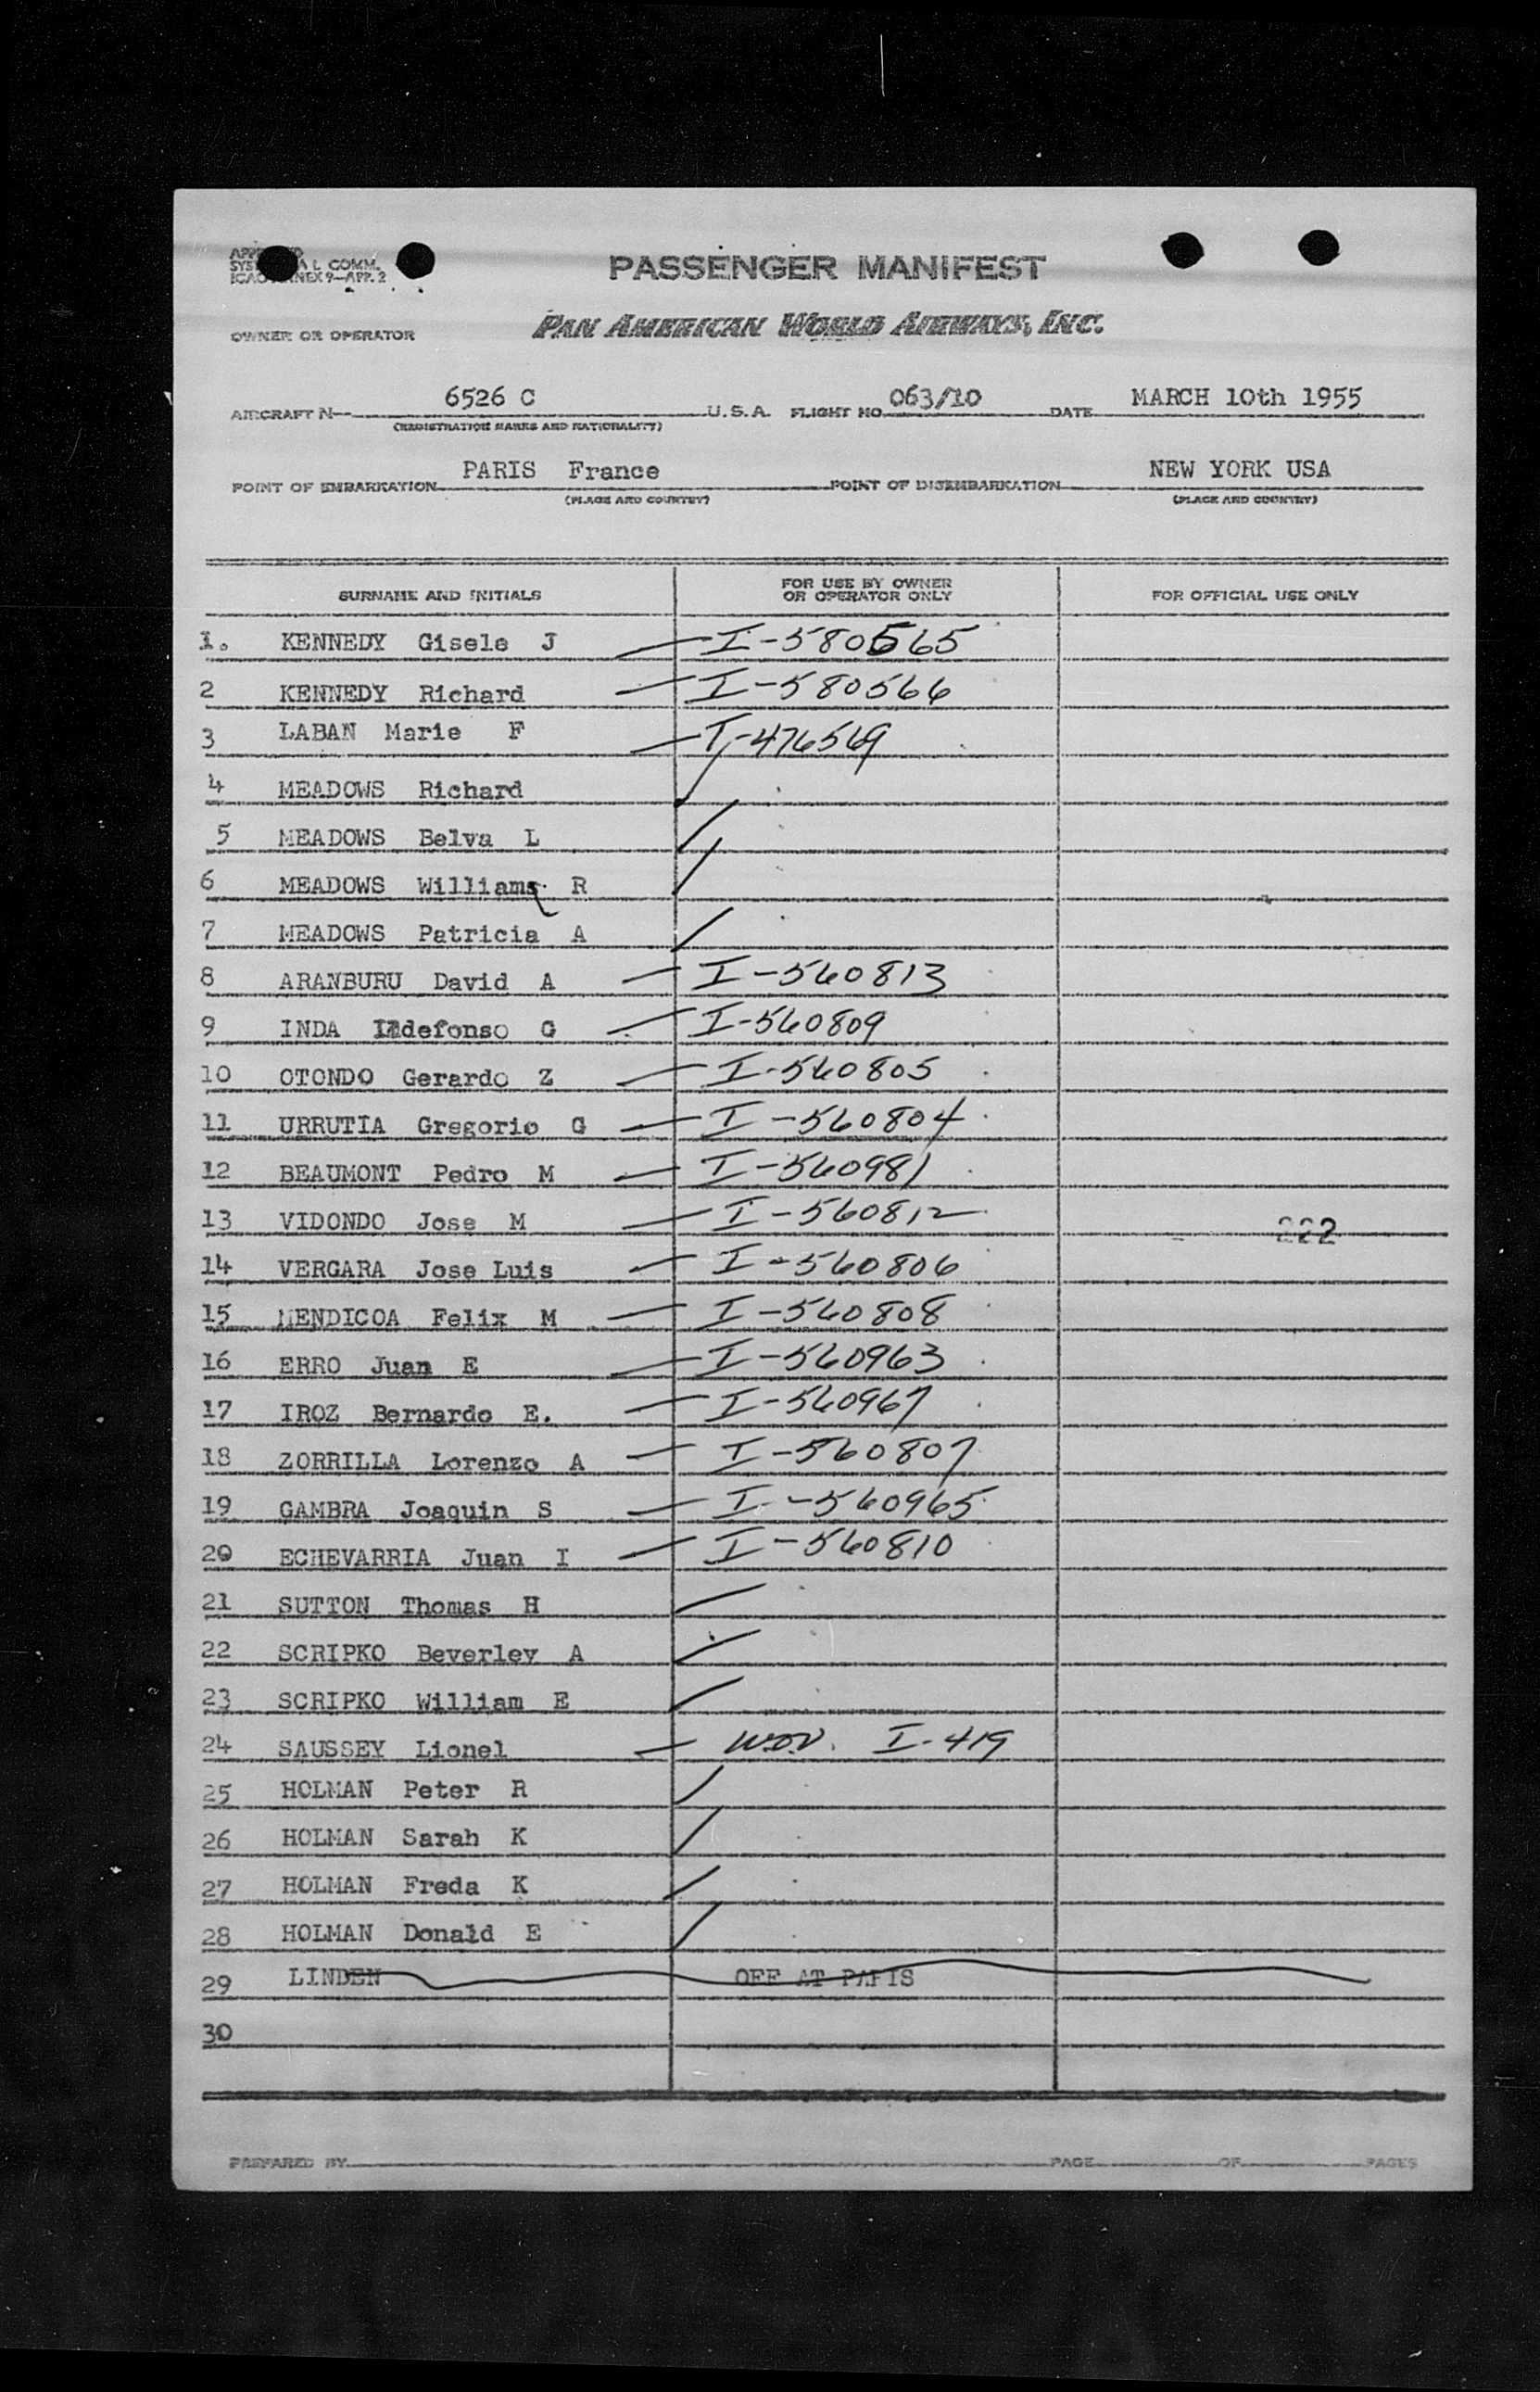 APP
SYS A L COMM.
ICAO NNEX 9—APP. 2
PASSENGER MANIFEST
OWNER OR OPERATOR PAN AMERICAN WORLD AIRWAYS, INC.
AIRCRAFT N— 6526 C U.S.A. FLIGHT NO. 063/10 DATE MARCH 10th 1955
(REGISTRATION MARKS AND NATIONALITY)
POINT OF EMBARKATION PARIS France POINT OF DISEMBARKATION NEW YORK USA
(PLACE AND COUNTRY) (PLACE AND COUNTRY)
SURNAME AND INITIALS FOR USE BY OWNER OR OPERATOR ONLY FOR OFFICIAL USE ONLY
1. KENNEDY Gisele J — I-580565
2 KENNEDY Richard — I-580566
3 LABAN Marie F — I-476569
4 MEADOWS Richard ✓
5 MEADOWS Belva L ✓
6 MEADOWS Williams R ✓
7 MEADOWS Patricia A ✓
8 ARANBURU David A — I-560813
9 INDA Ildefonso G — I-560809
10 OTONDO Gerardo Z — I-560805
11 URRUTIA Gregorio G — I-560804
12 BEAUMONT Pedro M — I-560981
13 VIDONDO Jose M — I-560812 222
14 VERGARA Jose Luis — I-560806
15 MENDICOA Felix M — I-560808
16 ERRO Juan E — I-560963
17 IROZ Bernardo E. — I-560967
18 ZORRILLA Lorenzo A — I-560807
19 GAMBRA Joaquin S — I-560965
20 ECHEVARRIA Juan I — I-560810
21 SUTTON Thomas H ✓
22 SCRIPKO Beverley A ✓
23 SCRIPKO William E ✓
24 SAUSSEY Lionel — I-419
25 HOLMAN Peter R ✓
26 HOLMAN Sarah K ✓
27 HOLMAN Freda K ✓
28 HOLMAN Donald E ✓
29 LINDEN OFF AT PARIS
30
PREPARED BY PAGE OF PAGES